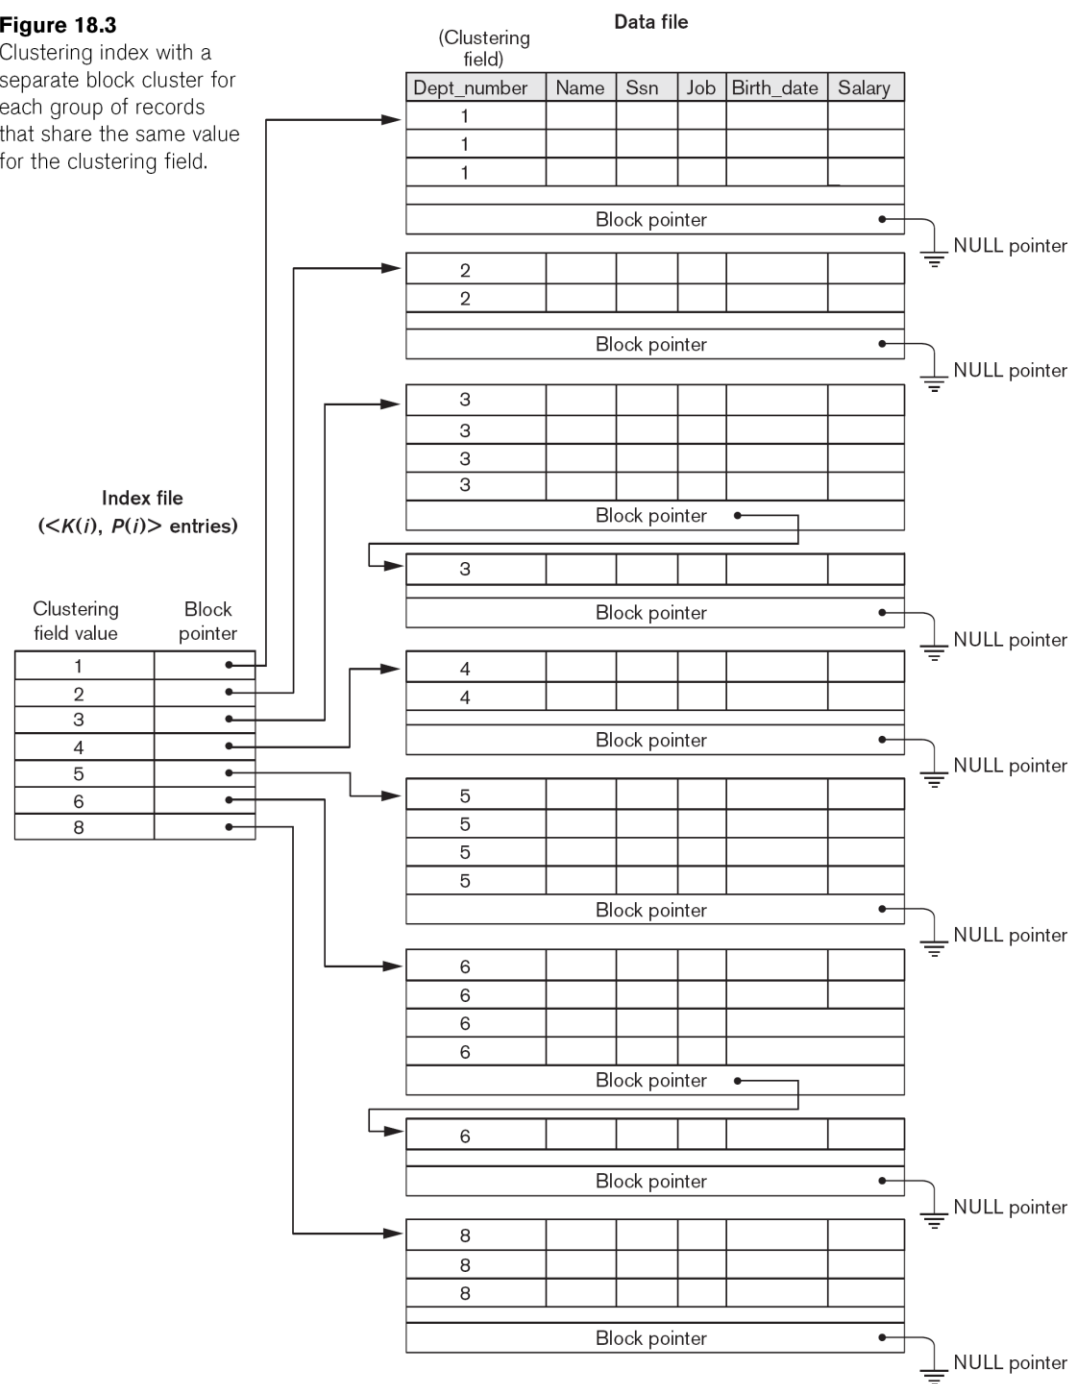 Figure 18.3
Clustering index with a
separate block cluster for
each group of records
that share the same value
for the clustering field.
Data file
(Clustering
field)
Dept_number Name Ssn Job Birth_date Salary
1
1
1
Block pointer
NULL pointer
2
2
Block pointer
NULL pointer
3
3
3
3
Block pointer
3
Block pointer
NULL pointer
4
4
Block pointer
NULL pointer
5
5
5
5
Block pointer
NULL pointer
6
6
6
6
Block pointer
6
Block pointer
NULL pointer
8
8
8
Block pointer
NULL pointer
Index file
(<K(i), P(i)> entries)
Clustering Block
field value pointer
1
2
3
4
5
6
8